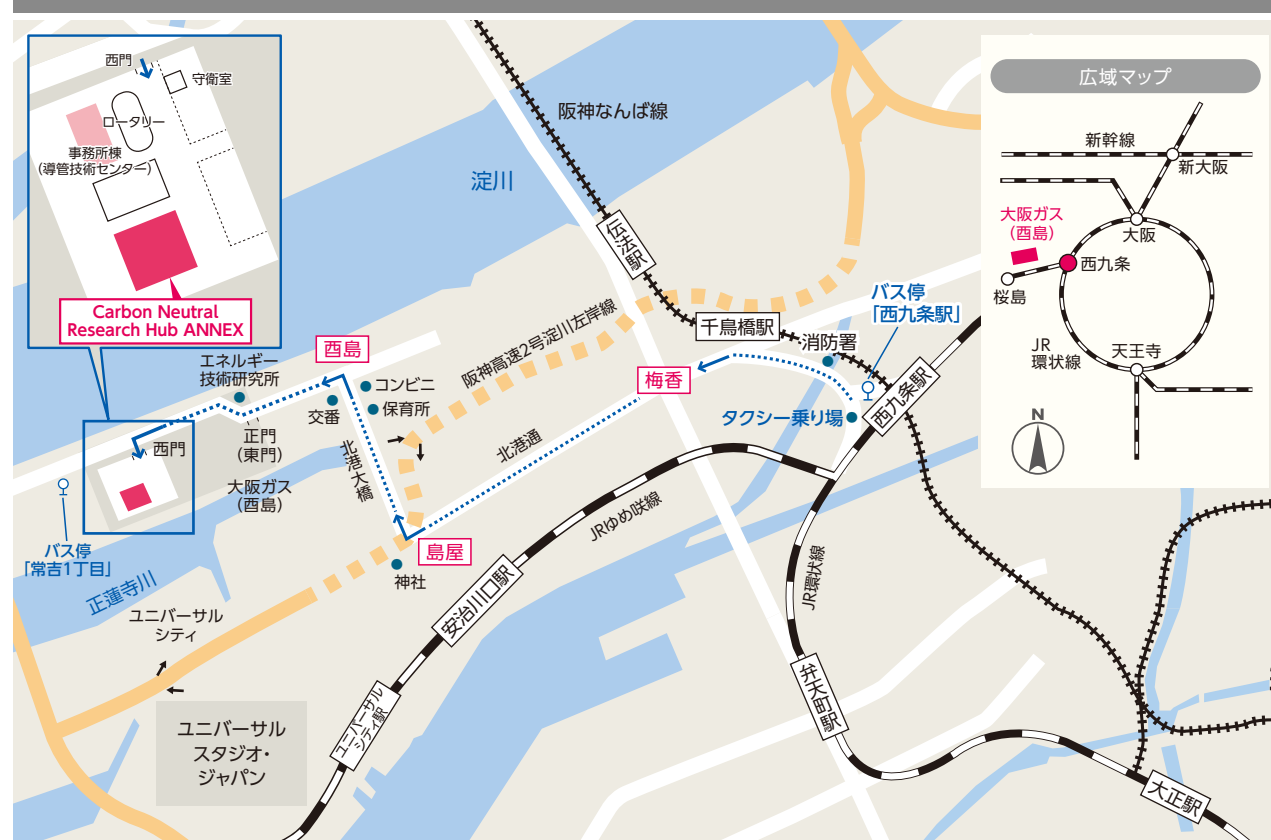 西門
守衛室
ロータリー
事務所棟
(導管技術センター)
Carbon Neutral
Research Hub ANNEX
阪神なんば線
淀川
伝法駅
千鳥橋駅
バス停
「西九条駅」
消防署
西九条駅
タクシー乗り場
梅香
阪神高速2号淀川左岸線
酉島
エネルギー
技術研究所
コンビニ
保育所
交番
正門
(東門)
西門
大阪ガス
(酉島)
北港大橋
北港通
島屋
神社
バス停
「常吉1丁目」
正蓮寺川
ユニバーサル
シティ
JRゆめ咲線
安治川口駅
JR環状線
弁天町駅
ユニバーサル
シティ駅
ユニバーサル
スタジオ・
ジャパン
大正駅
広域マップ
新幹線
新大阪
大阪ガス
(酉島)
大阪
西九条
桜島
JR
環状線
天王寺
N